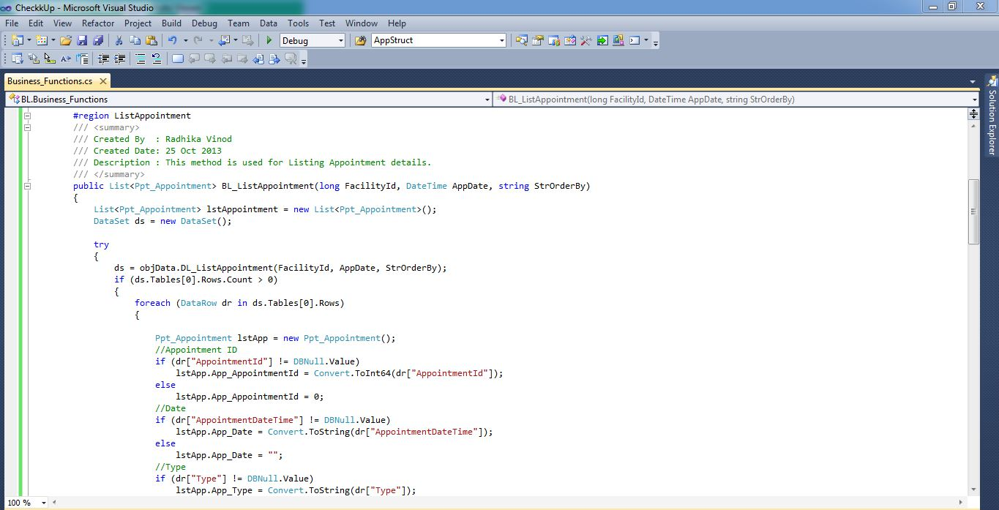 CheckkUp - Microsoft Visual Studio
File Edit View Refactor Project Build Debug Team Data Tools Test Window Help
Debug AppStruct
Business_Functions.cs
BL.Business_Functions BL_ListAppointment(long FacilityId, DateTime AppDate, string StrOrderBy)
Solution Explorer
#region ListAppointment
/// <summary>
/// Created By  : Radhika Vinod
/// Created Date: 25 Oct 2013
/// Description : This method is used for Listing Appointment details.
/// </summary>
public List<Ppt_Appointment> BL_ListAppointment(long FacilityId, DateTime AppDate, string StrOrderBy)
{
List<Ppt_Appointment> lstAppointment = new List<Ppt_Appointment>();
DataSet ds = new DataSet();
try
{
ds = objData.DL_ListAppointment(FacilityId, AppDate, StrOrderBy);
if (ds.Tables[0].Rows.Count > 0)
{
foreach (DataRow dr in ds.Tables[0].Rows)
{
Ppt_Appointment lstApp = new Ppt_Appointment();
//Appointment ID
if (dr["AppointmentId"] != DBNull.Value)
lstApp.App_AppointmentId = Convert.ToInt64(dr["AppointmentId"]);
else
lstApp.App_AppointmentId = 0;
//Date
if (dr["AppointmentDateTime"] != DBNull.Value)
lstApp.App_Date = Convert.ToString(dr["AppointmentDateTime"]);
else
lstApp.App_Date = "";
//Type
if (dr["Type"] != DBNull.Value)
lstApp.App_Type = Convert.ToString(dr["Type"]);
100 %